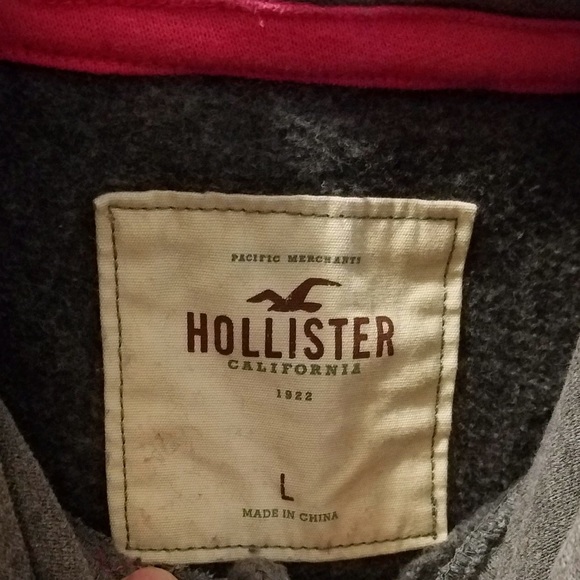 PACIFIC MERCHANTS
HOLLISTER
CALIFORNIA
1922
L
MADE IN CHINA